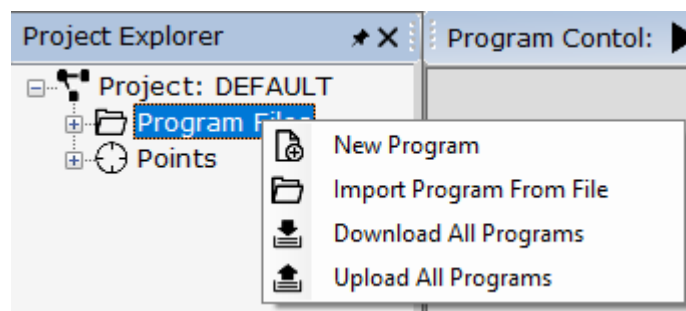 Project Explorer
Program Contol:
Project: DEFAULT
Program Files
Points
New Program
Import Program From File
Download All Programs
Upload All Programs